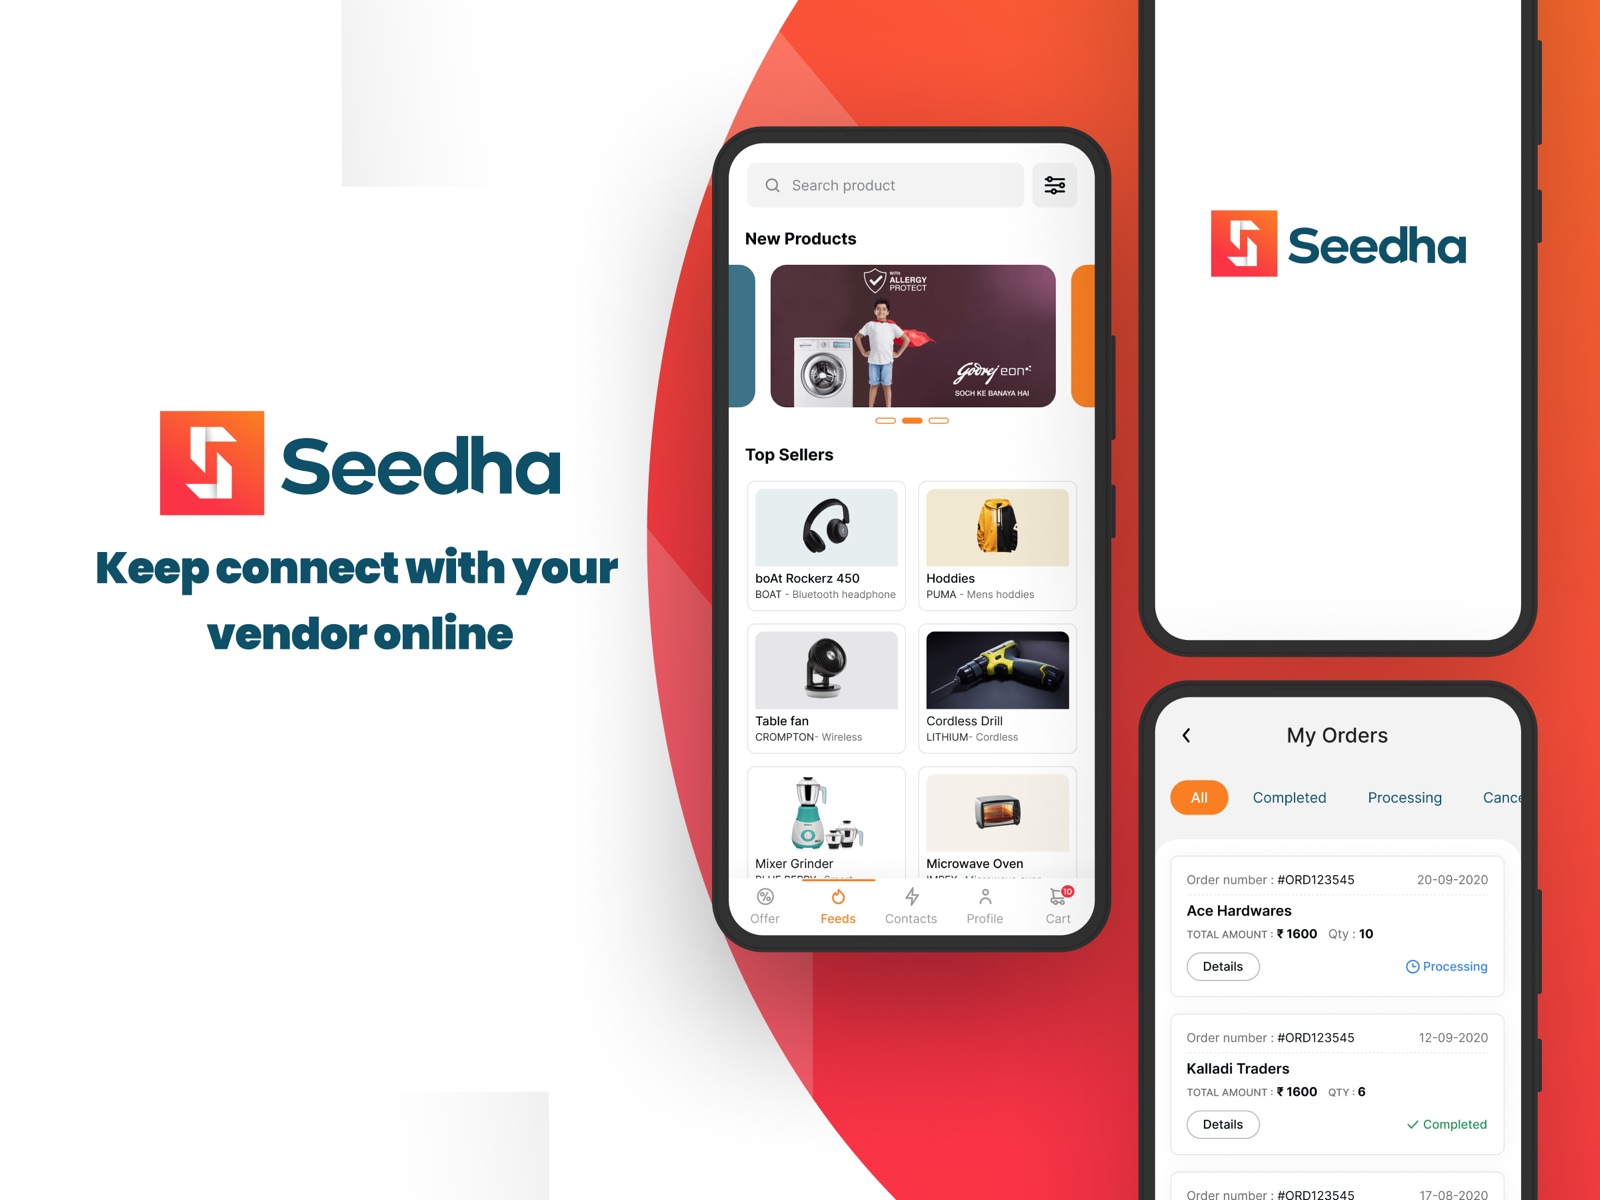 Seedha
Keep connect with your
vendor online
Search product
New Products
WITH
ALLERGY
PROTECT
Godrej eon
SOCH KE BANAYA HAI
Top Sellers
boAt Rockerz 450
BOAT - Bluetooth headphone
Hoddies
PUMA - Mens hoddies
Table fan
CROMPTON- Wireless
Cordless Drill
LITHIUM- Cordless
Mixer Grinder
Microwave Oven
Offer
Feeds
Contacts
Profile
10
Cart
Seedha
My Orders
All
Completed
Processing
Cance
Order number : #ORD123545
20-09-2020
Ace Hardwares
TOTAL AMOUNT : ₹ 1600 Qty : 10
Details
Processing
Order number : #ORD123545
12-09-2020
Kalladi Traders
TOTAL AMOUNT : ₹ 1600 QTY : 6
Details
Completed
Order number : #ORD123545
17-08-2020